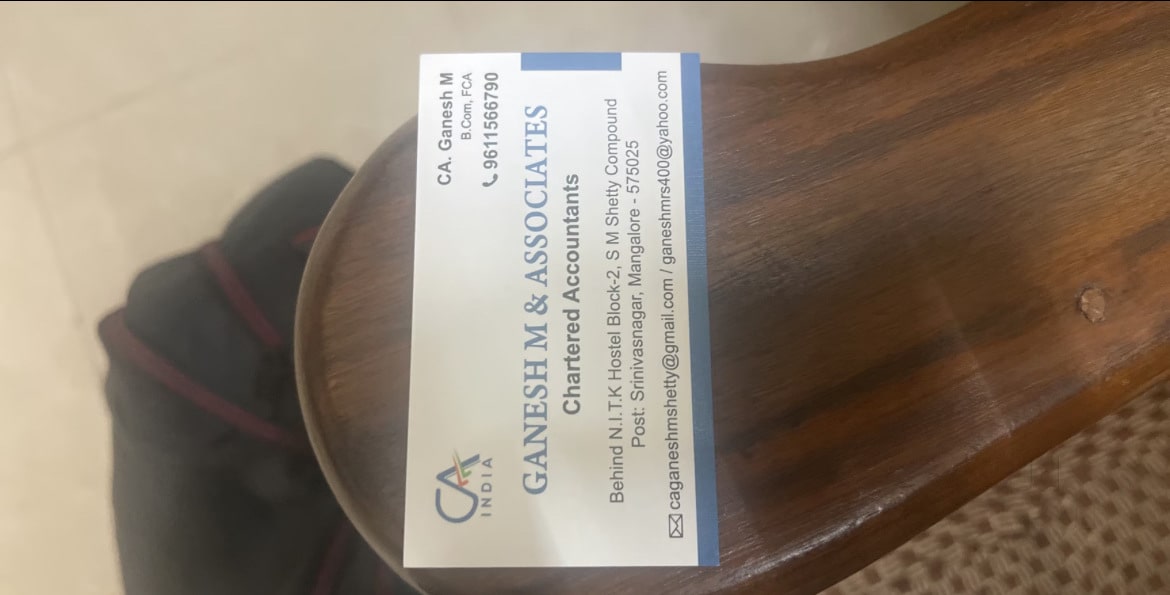 CA. Ganesh M
B.Com, FCA
9611566790
CA
INDIA
GANESH M & ASSOCIATES
Chartered Accountants
Behind N.I.T.K Hostel Block-2, S M Shetty Compound
Post: Srinivasnagar, Mangalore - 575025
caganeshmshetty@gmail.com / ganeshmrs400@yahoo.com